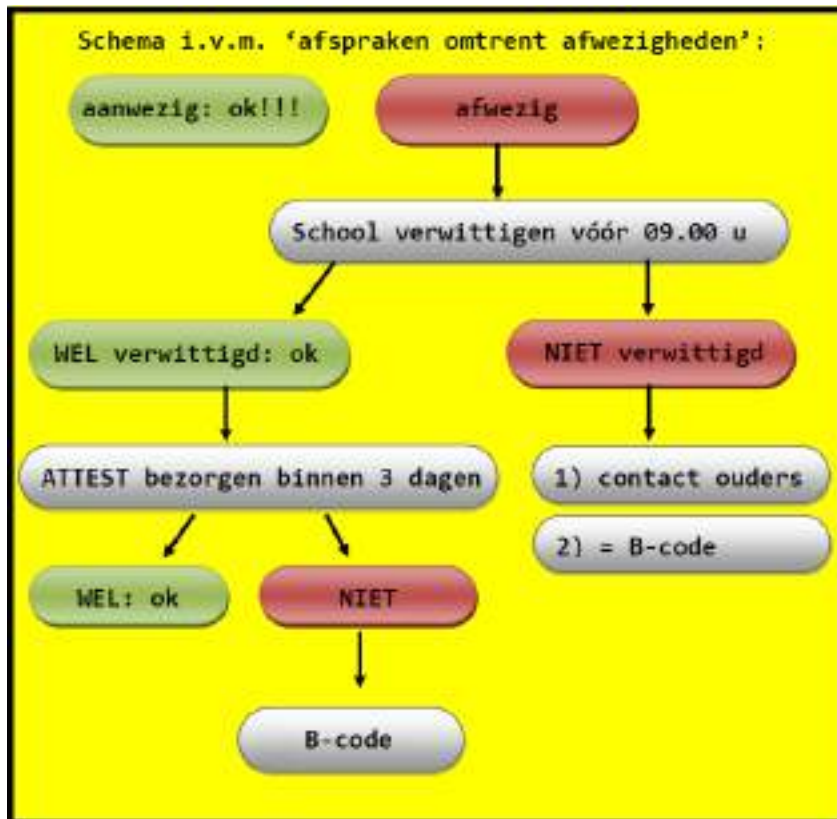 Schema i.v.m. 'afspraken omtrent afwezigheden':
aanwezig: ok!!!
afwezig
School verwittigen vóór 09.00 u
WEL verwittigd: ok
NIET verwittigd
ATTEST bezorgen binnen 3 dagen
1) contact ouders
2) = B-code
WEL: ok
NIET
B-code